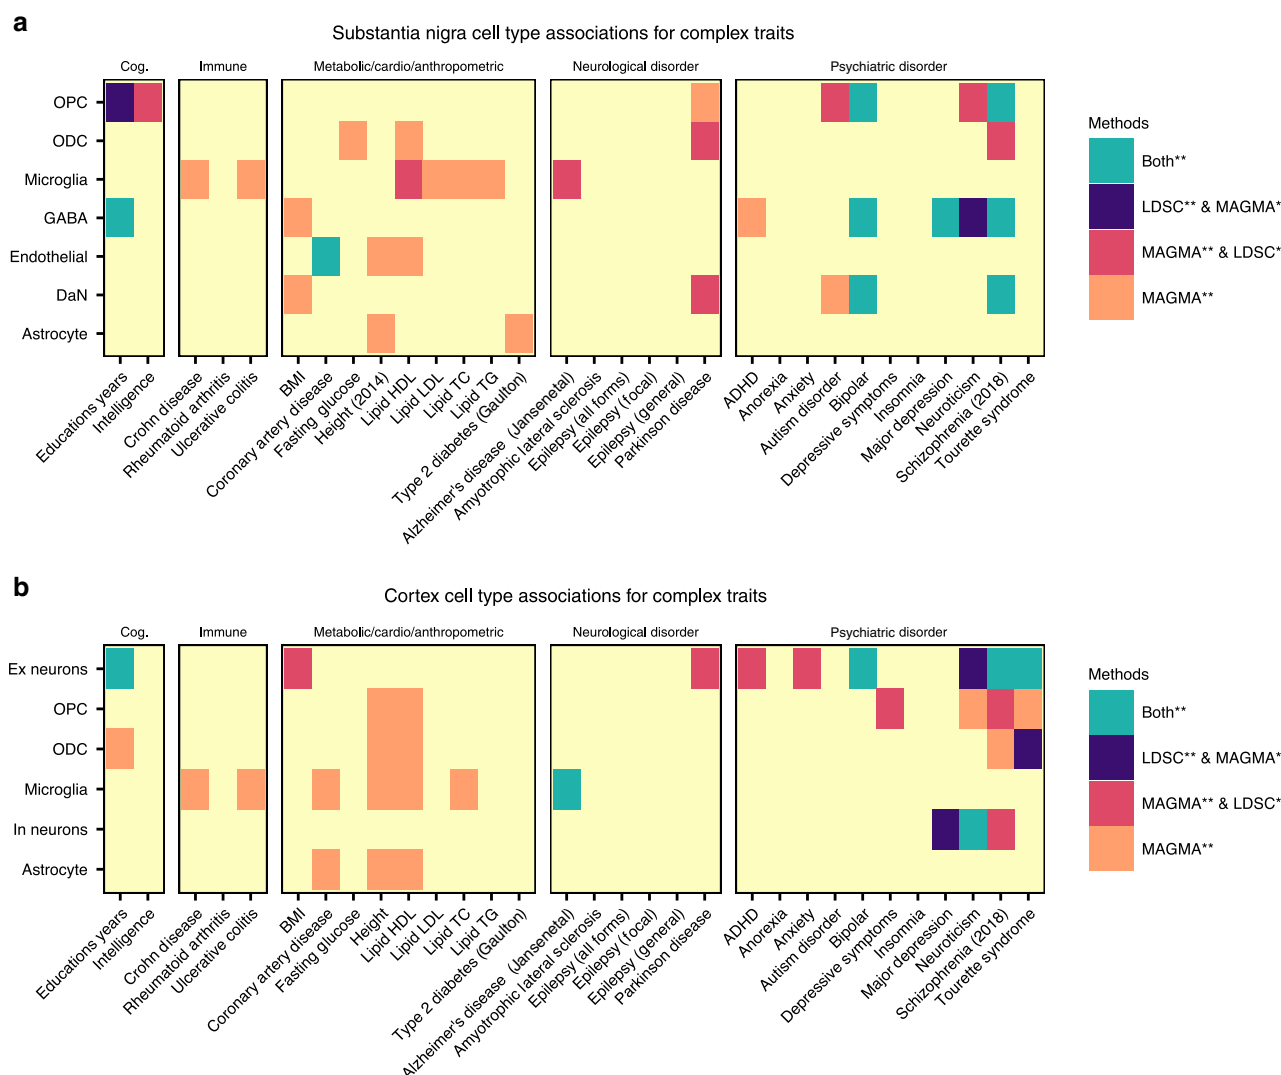 a
Substantia nigra cell type associations for complex traits
Cog.
Immune
Metabolic/cardio/anthropometric
Neurological disorder
Psychiatric disorder
OPC
ODC
Microglia
GABA
Endothelial
DaN
Astrocyte
Educations years
Intelligence
Crohn disease
Rheumatoid arthritis
Ulcerative colitis
BMI
Coronary artery disease
Fasting glucose
Height (2014)
Lipid HDL
Lipid LDL
Lipid TC
Lipid TG
Type 2 diabetes (Gaulton)
Alzheimer's disease (Jansenetal)
Amyotrophic lateral sclerosis
Epilepsy (all forms)
Epilepsy (focal)
Epilepsy (general)
Parkinson disease
ADHD
Anorexia
Anxiety
Autism disorder
Bipolar
Depressive symptoms
Insomnia
Major depression
Neuroticism
Schizophrenia (2018)
Tourette syndrome
Methods
Both**
LDSC** & MAGMA*
MAGMA** & LDSC*
MAGMA**
b
Cortex cell type associations for complex traits
Cog.
Immune
Metabolic/cardio/anthropometric
Neurological disorder
Psychiatric disorder
Ex neurons
OPC
ODC
Microglia
In neurons
Astrocyte
Educations years
Intelligence
Crohn disease
Rheumatoid arthritis
Ulcerative colitis
BMI
Coronary artery disease
Fasting glucose
Height
Lipid HDL
Lipid LDL
Lipid TC
Lipid TG
Type 2 diabetes (Gaulton)
Alzheimer's disease (Jansenetal)
Amyotrophic lateral sclerosis
Epilepsy (all forms)
Epilepsy (focal)
Epilepsy (general)
Parkinson disease
ADHD
Anorexia
Anxiety
Autism disorder
Bipolar
Depressive symptoms
Insomnia
Major depression
Neuroticism
Schizophrenia (2018)
Tourette syndrome
Methods
Both**
LDSC** & MAGMA*
MAGMA** & LDSC*
MAGMA**